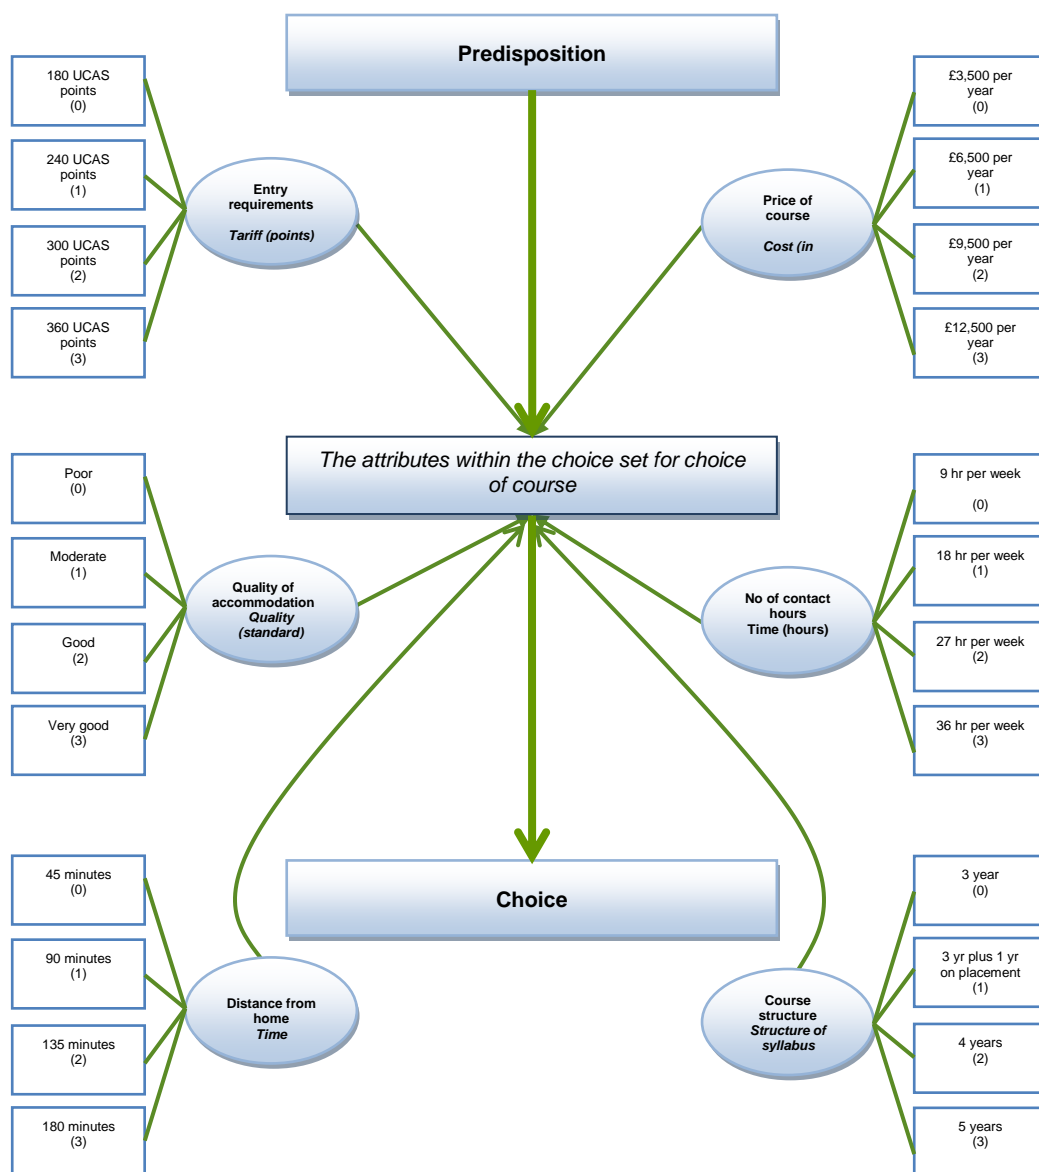 Predisposition
180 UCAS
points
(0)
240 UCAS
points
(1)
300 UCAS
points
(2)
360 UCAS
points
(3)
Entry
requirements
Tariff (points)
Price of
course
Cost (in
£3,500 per
year
(0)
£6,500 per
year
(1)
£9,500 per
year
(2)
£12,500 per
year
(3)
The attributes within the choice set for choice
of course
Poor
(0)
Moderate
(1)
Good
(2)
Very good
(3)
Quality of
accommodation
Quality
(standard)
No of contact
hours
Time (hours)
9 hr per week
(0)
18 hr per week
(1)
27 hr per week
(2)
36 hr per week
(3)
Choice
45 minutes
(0)
90 minutes
(1)
135 minutes
(2)
180 minutes
(3)
Distance from
home
Time
Course
structure
Structure of
syllabus
3 year
(0)
3 yr plus 1 yr
on placement
(1)
4 years
(2)
5 years
(3)